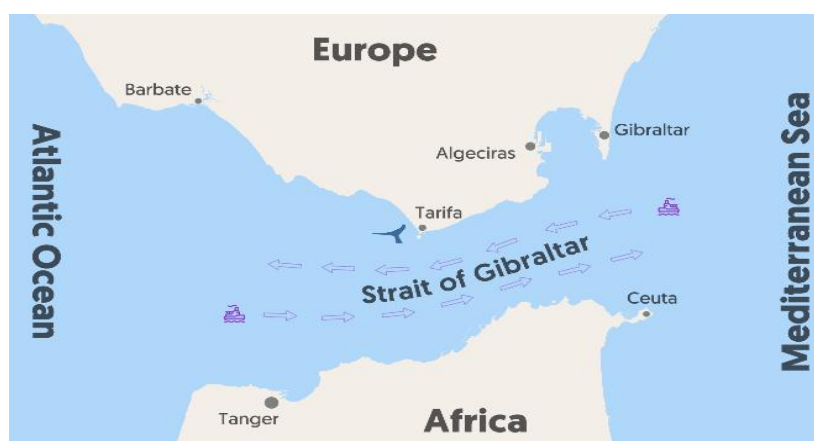 Europe
Barbate
Atlantic Ocean
Algeciras
Gibraltar
Mediterranean Sea
Tarifa
Strait of Gibraltar
Ceuta
Tanger
Africa